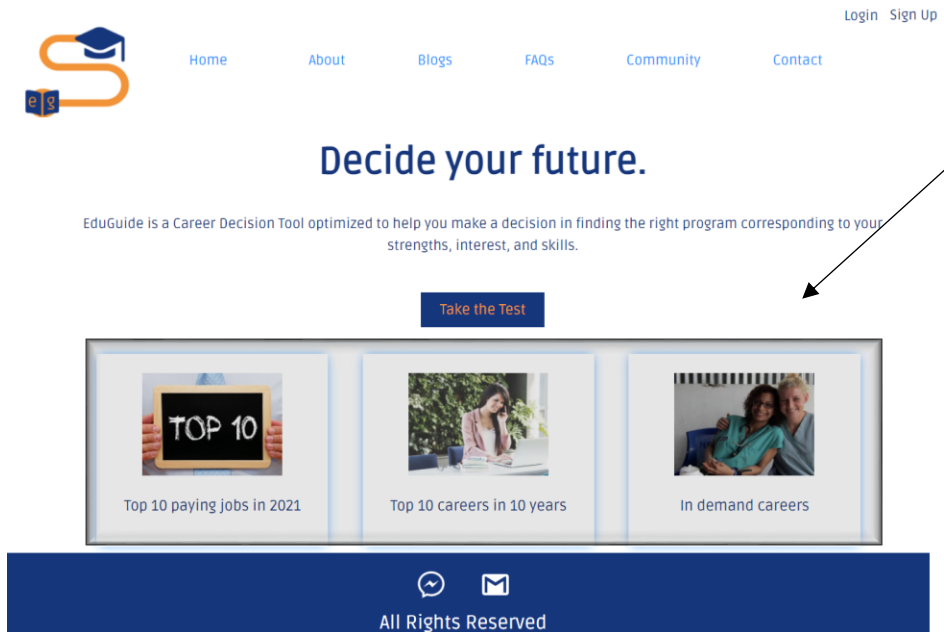 Login Sign Up
e g
Home About Blogs FAQs Community Contact
Decide your future.
EduGuide is a Career Decision Tool optimized to help you make a decision in finding the right program corresponding to your
strengths, interest, and skills.
Take the Test
TOP 10
Top 10 paying jobs in 2021 Top 10 careers in 10 years In demand careers
All Rights Reserved